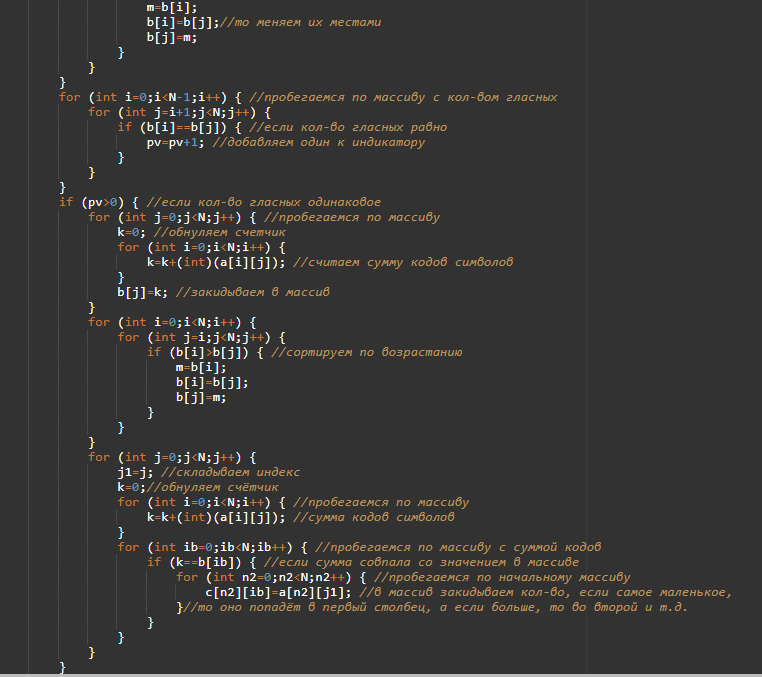 m=b[i];
b[i]=b[j];//то меняем их местами
b[j]=m;
}
}
}
for (int i=0;i<N-1;i++) { //пробегаемся по массиву с кол-вом гласных
for (int j=i+1;j<N;j++) {
if (b[i]==b[j]) { //если кол-во гласных равно
pv=pv+1; //добавляем один к индикатору
}
}
}
if (pv>0) { //если кол-во гласных одинаковое
for (int j=0;j<N;j++) { //пробегаемся по массиву
k=0; //обнуляем счетчик
for (int i=0;i<N;i++) {
k=k+(int)(a[i][j]); //считаем сумму кодов символов
}
b[j]=k; //закидываем в массив
}
for (int i=0;i<N;i++) {
for (int j=i;j<N;j++) {
if (b[i]>b[j]) { //сортируем по возрастанию
m=b[i];
b[i]=b[j];
b[j]=m;
}
}
}
for (int j=0;j<N;j++) {
j1=j; //складываем индекс
k=0;//обнуляем счётчик
for (int i=0;i<N;i++) { //пробегаемся по массиву
k=k+(int)(a[i][j]); //сумма кодов символов
}
for (int ib=0;ib<N;ib++) { //пробегаемся по массиву с суммой кодов
if (k==b[ib]) { //если сумма совпала со значением в массиве
for (int n2=0;n2<N;n2++) { //пробегаемся по начальному массиву
c[n2][ib]=a[n2][j1]; //в массив закидываем кол-во, если самое маленькое,
}//то оно попадёт в первый столбец, а если больше, то во второй и т.д.
}
}
}
}